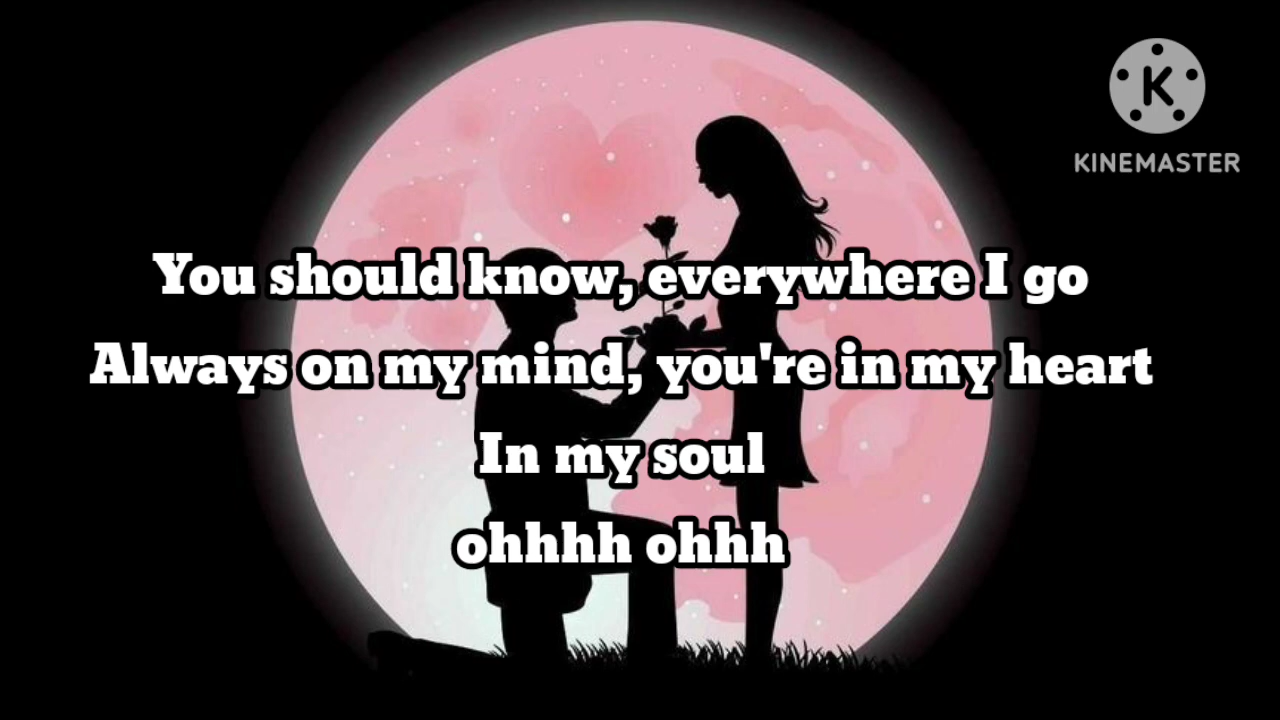 K
KINEMASTER
You should know, everywhere I go
Always on my mind, you're in my heart
In my soul
ohhhh ohhh